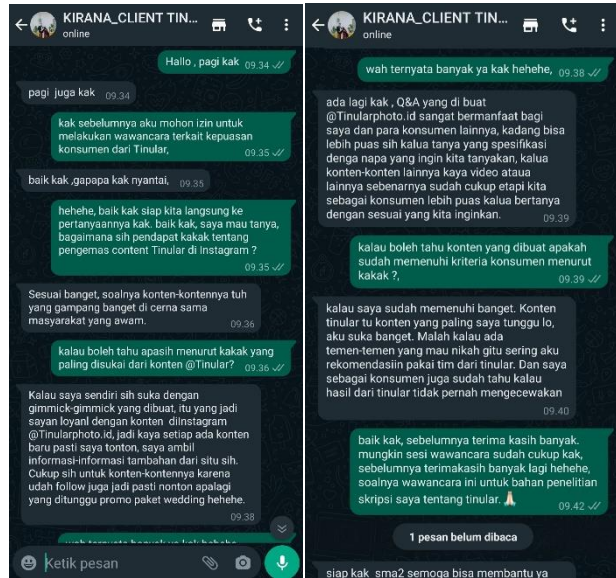 KIRANA_CLIENT TIN...
online
Hallo , pagi kak 09.34
pagi juga kak 09.34
kak sebelumnya aku mohon izin untuk
melakukan wawancara terkait kepuasan
konsumen dari Tinular,
09.35
baik kak ,gapapa kak nyantai, 09.35
hehehe, baik kak siap kita langsung ke
pertanyaannya kak. baik kak, saya mau tanya,
bagaimana sih pendapat kakak tentang
pengemas content Tinular di Instagram ?
09.35
Sesuai banget, soalnya konten-kontennya tuh
yang gampang banget di cerna sama
masyarakat yang awam.
09.36
kalau boleh tahu apasih menurut kakak yang
paling disukai dari konten @Tinular? 09.36
Kalau saya sendiri sih suka dengan
gimmick-gimmick yang dibuat, itu yang jadi
sayan loyanl dengan konten diInstagram
@Tinularphoto.id, jadi kaya setiap ada konten
baru pasti saya tonton, saya ambil
informasi-informasi tambahan dari situ sih.
Cukup sih untuk konten-kontennya karena
udah follow juga jadi pasti nonton apalagi
yang ditunggu promo paket wedding hehehe.
09.38
wah ternyata banyak ya kak hehehe
Ketik pesan
KIRANA_CLIENT TIN...
online
wah ternyata banyak ya kak hehehe, 09.38
ada lagi kak , Q&A yang di buat
@Tinularphoto.id sangat bermanfaat bagi
saya dan para konsumen lainnya, kadang bisa
lebih puas sih kalua tanya yang spesifikasi
denga napa yang ingin kita tanyakan, kalua
konten-konten lainnya kaya video ataua
lainnya sebenarnya sudah cukup etapi kita
sebagai konsumen lebih puas kalua bertanya
dengan sesuai yang kita inginkan.
09.39
kalau boleh tahu konten yang dibuat apakah
sudah memenuhi kriteria konsumen menurut
kakak ?,
09.39
kalau saya sudah memenuhi banget. Konten
tinular tu konten yang paling saya tunggu lo,
aku suka banget. Malah kalau ada
temen-temen yang mau nikah gitu sering aku
rekomendasiin pakai tim dari tinular. Dan saya
sebagai konsumen juga sudah tahu kalau
hasil dari tinular tidak pernah mengecewakan
09.40
baik kak, sebelumnya terima kasih banyak.
mungkin sesi wawancara sudah cukup kak,
sebelumnya terimakasih banyak lagi hehehe,
soalnya wawancara ini untuk bahan penelitian
skripsi saya tentang tinular. 🙏🏻
09.42
1 pesan belum dibaca
siap kak sma2 semoga bisa membantu ya